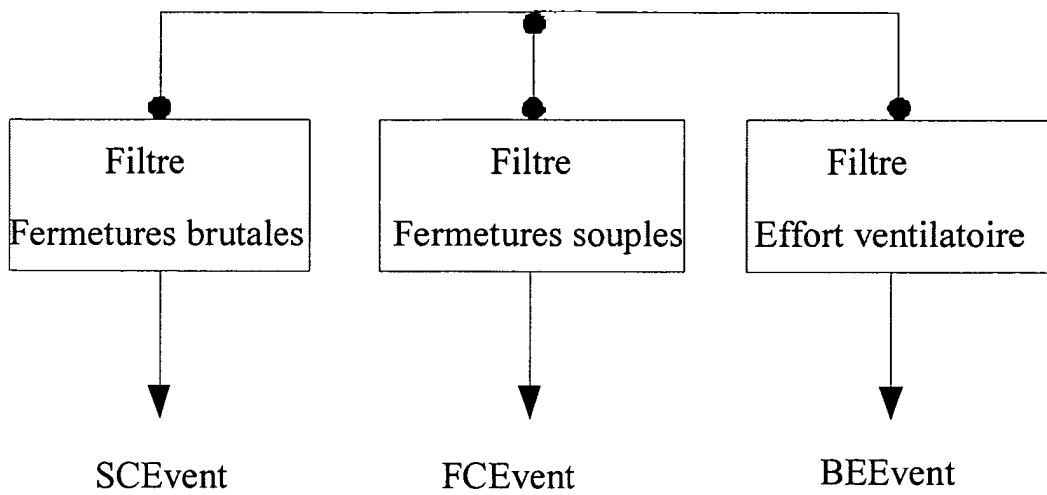 Filtre
Fermetures brutales
Filtre
Fermetures souples
Filtre
Effort ventilatoire
SCEvent
FCEvent
BEEvent